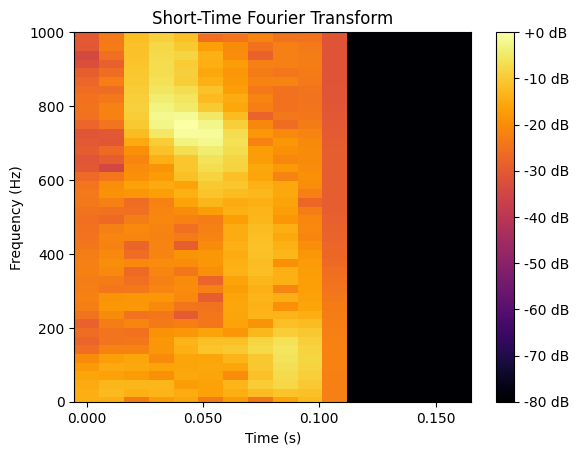 Short-Time Fourier Transform
1000
800
600
400
200
0
Frequency (Hz)
0.000
0.050
0.100
0.150
Time (s)
+0 dB
-10 dB
-20 dB
-30 dB
-40 dB
-50 dB
-60 dB
-70 dB
-80 dB